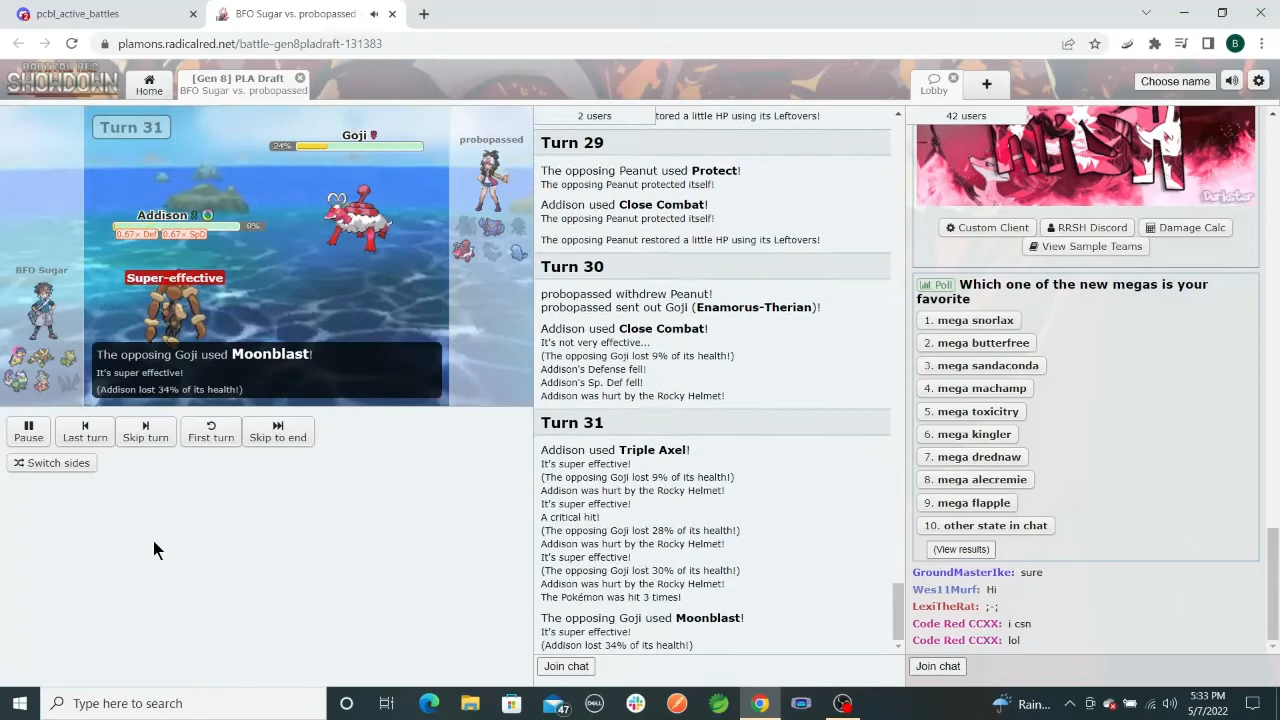 pcbl_active_battles
BFO Sugar vs. probopassed
plamons.radicalred.net/battle-gen8pladraft-131383
B
RADICAL RED
SHOWDOWN
Home
[Gen 8] PLA Draft
BFO Sugar vs. probopassed
Lobby
Choose name
Turn 31
Goji
24%
probopassed
Addison
0%
0.67× Def 0.67× SpD
BFO Sugar
Super-effective
The opposing Goji used Moonblast!
It's super effective!
(Addison lost 34% of its health!)
Pause
Last turn
Skip turn
First turn
Skip to end
Switch sides
2 users
tored a little HP using its Leftovers!
Turn 29
The opposing Peanut used Protect!
The opposing Peanut protected itself!
Addison used Close Combat!
The opposing Peanut protected itself!
The opposing Peanut restored a little HP using its Leftovers!
Turn 30
probopassed withdrew Peanut!
probopassed sent out Goji (Enamorus-Therian)!
Addison used Close Combat!
It's not very effective...
(The opposing Goji lost 9% of its health!)
Addison's Defense fell!
Addison's Sp. Def fell!
Addison was hurt by the Rocky Helmet!
Turn 31
Addison used Triple Axel!
It's super effective!
(The opposing Goji lost 9% of its health!)
Addison was hurt by the Rocky Helmet!
It's super effective!
A critical hit!
(The opposing Goji lost 28% of its health!)
Addison was hurt by the Rocky Helmet!
It's super effective!
(The opposing Goji lost 30% of its health!)
Addison was hurt by the Rocky Helmet!
The Pokémon was hit 3 times!
The opposing Goji used Moonblast!
It's super effective!
(Addison lost 34% of its health!)
Join chat
42 users
Darkster
Custom Client
RRSH Discord
Damage Calc
View Sample Teams
Poll Which one of the new megas is your
favorite
1. mega snorlax
2. mega butterfree
3. mega sandaconda
4. mega machamp
5. mega toxicitry
6. mega kingler
7. mega drednaw
8. mega alecremie
9. mega flapple
10. other state in chat
(View results)
GroundMasterIke: sure
Wes11Murf: Hi
LexiTheRat: ;-;
Code Red CCXX: i csn
Code Red CCXX: lol
Join chat
Type here to search
47
DELL
Rain...
5:33 PM
5/7/2022